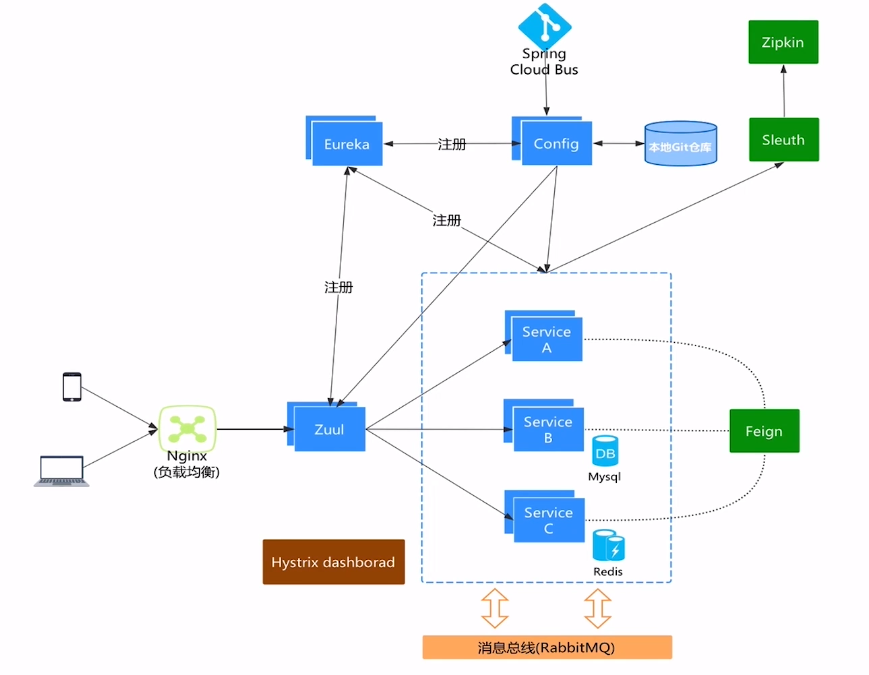 Spring
Cloud Bus
Zipkin
Eureka
注册
Config
本地Git仓库
Sleuth
注册
注册
Service
A
Zuul
Service
B
DB
Mysql
Feign
Nginx
(负载均衡)
Service
C
Redis
Hystrix dashborad
消息总线(RabbitMQ)